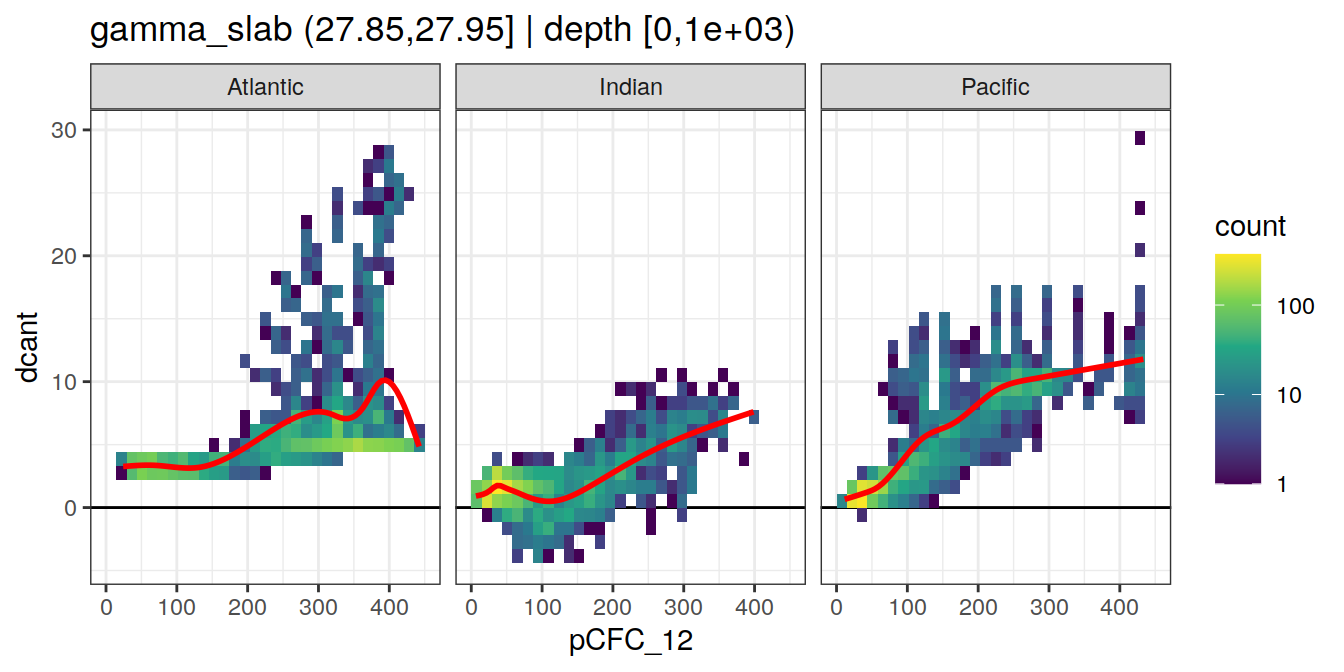 gamma_slab (27.85,27.95] | depth [0,1e+03)
Atlantic Indian Pacific
dcant
30
20
10
0
0 100 200 300 400 0 100 200 300 400 0 100 200 300 400
pCFC_12
count
100
10
1